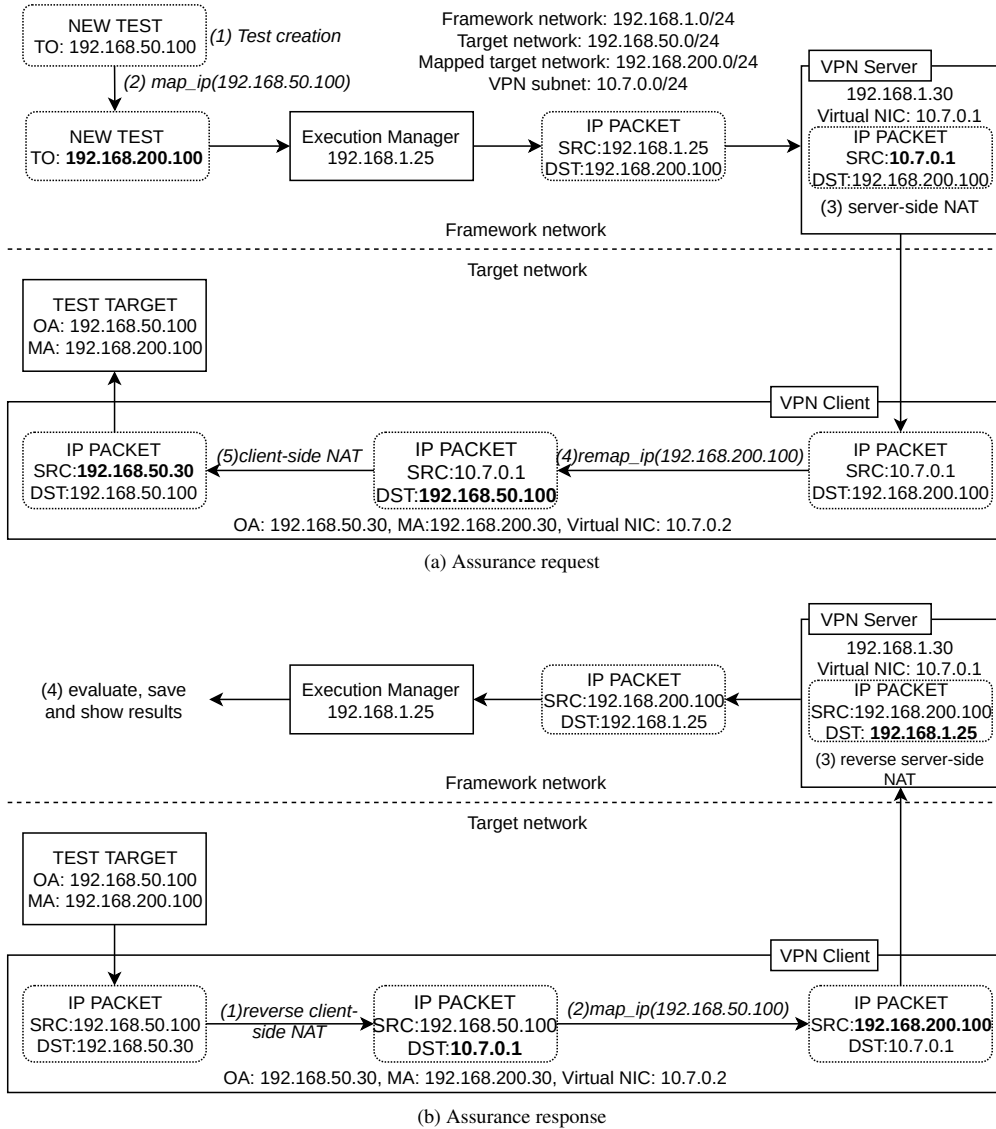 NEW TEST
TO: 192.168.50.100
(1) Test creation
Framework network: 192.168.1.0/24
Target network: 192.168.50.0/24
Mapped target network: 192.168.200.0/24
VPN subnet: 10.7.0.0/24
(2) map_ip(192.168.50.100)
NEW TEST
TO: 192.168.200.100
Execution Manager
192.168.1.25
IP PACKET
SRC:192.168.1.25
DST:192.168.200.100
VPN Server
192.168.1.30
Virtual NIC: 10.7.0.1
IP PACKET
SRC:10.7.0.1
DST:192.168.200.100
(3) server-side NAT
Framework network
Target network
TEST TARGET
OA: 192.168.50.100
MA: 192.168.200.100
VPN Client
IP PACKET
SRC:192.168.50.30
DST:192.168.50.100
(5)client-side NAT
IP PACKET
SRC:10.7.0.1
DST:192.168.50.100
(4)remap_ip(192.168.200.100)
IP PACKET
SRC:10.7.0.1
DST:192.168.200.100
OA: 192.168.50.30, MA:192.168.200.30, Virtual NIC: 10.7.0.2
(a) Assurance request
(4) evaluate, save
and show results
Execution Manager
192.168.1.25
IP PACKET
SRC:192.168.200.100
DST:192.168.1.25
VPN Server
192.168.1.30
Virtual NIC: 10.7.0.1
IP PACKET
SRC:192.168.200.100
DST: 192.168.1.25
(3) reverse server-side
NAT
Framework network
Target network
TEST TARGET
OA: 192.168.50.100
MA: 192.168.200.100
VPN Client
IP PACKET
SRC:192.168.50.100
DST:192.168.50.30
(1)reverse client-
side NAT
IP PACKET
SRC:192.168.50.100
DST:10.7.0.1
(2)map_ip(192.168.50.100)
IP PACKET
SRC:192.168.200.100
DST:10.7.0.1
OA: 192.168.50.30, MA: 192.168.200.30, Virtual NIC: 10.7.0.2
(b) Assurance response